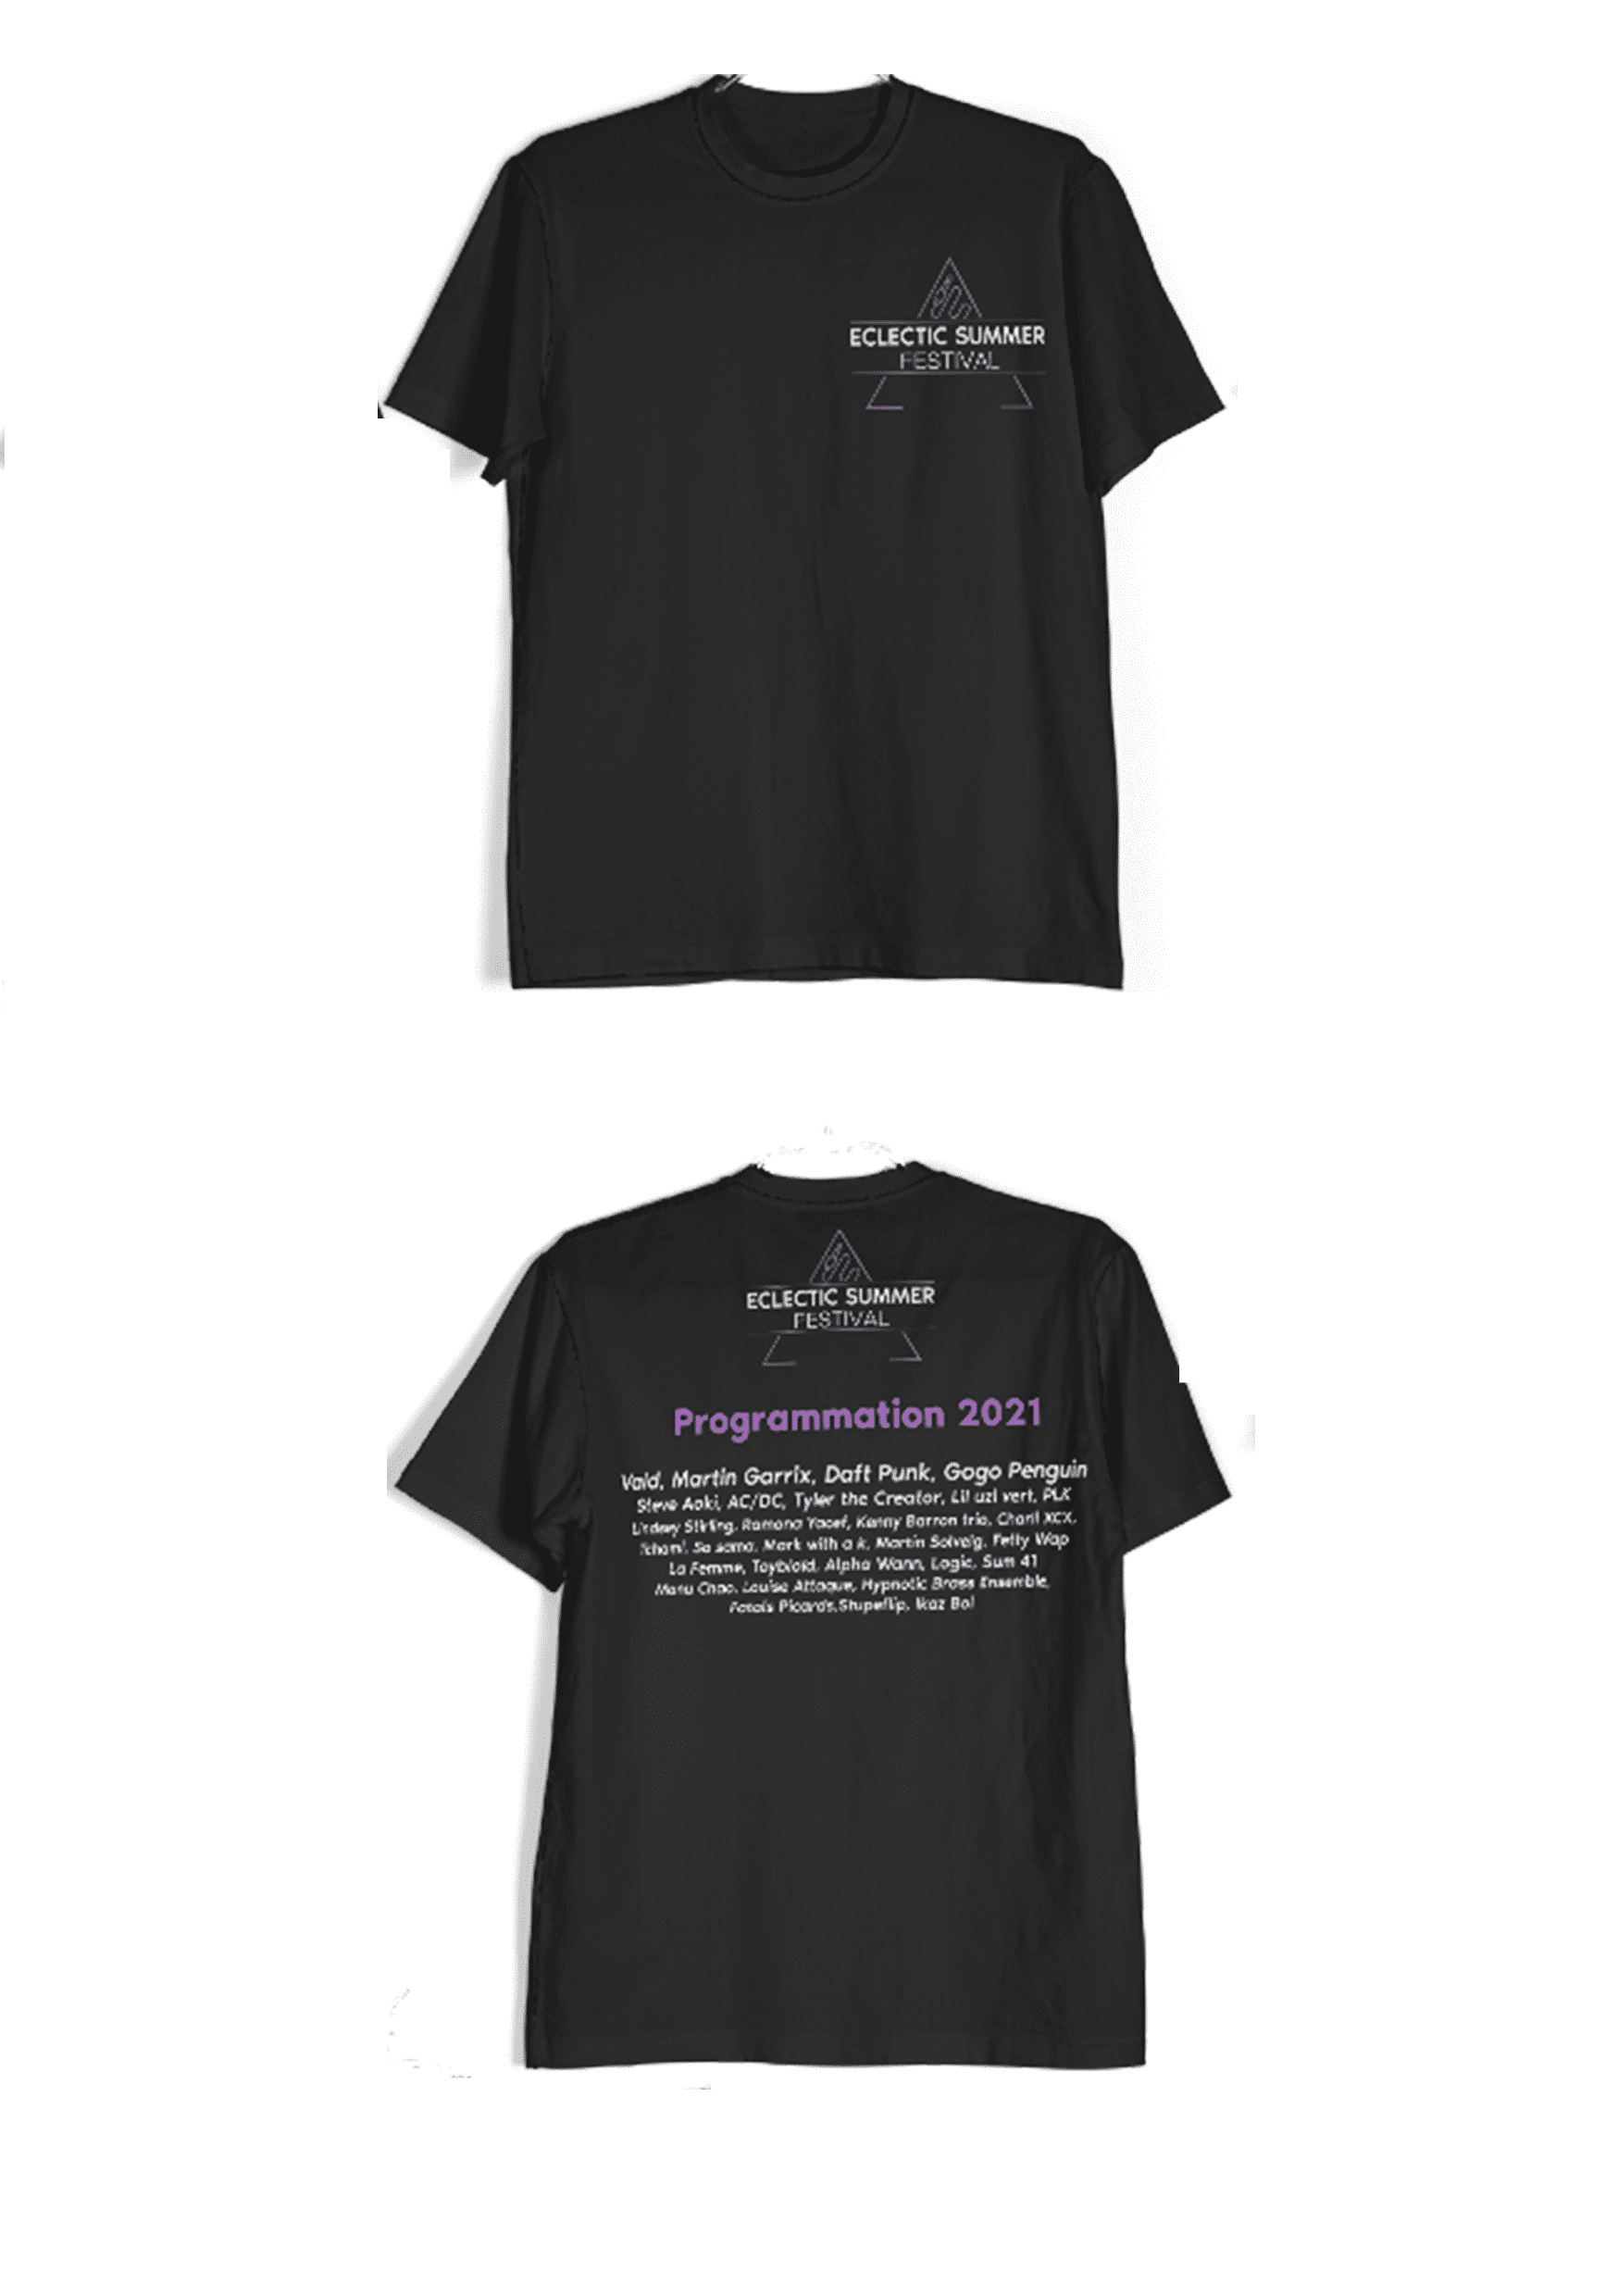 ECLECTIC SUMMER
FESTIVAL
ECLECTIC SUMMER
FESTIVAL
Programmation 2021
Vald, Martin Garrix, Daft Punk, Gogo Penguin
Steve Aoki, AC/DC, Tyler the Creator, Lil uzi vert, PLK
Lindsey Stirling, Ramona Yacef, Kenny Barron trio, Charli XCX,
Tchami, Sa sama, Mark with a k, Martin Solveig, Fetty Wap
La Femme, Toybloid, Alpha Wann, Logic, Sum 41
Manu Chao, Louise Attaque, Hypnotic Brass Ensemble,
Fatals Picards,Stupeflip, Ikaz Boi